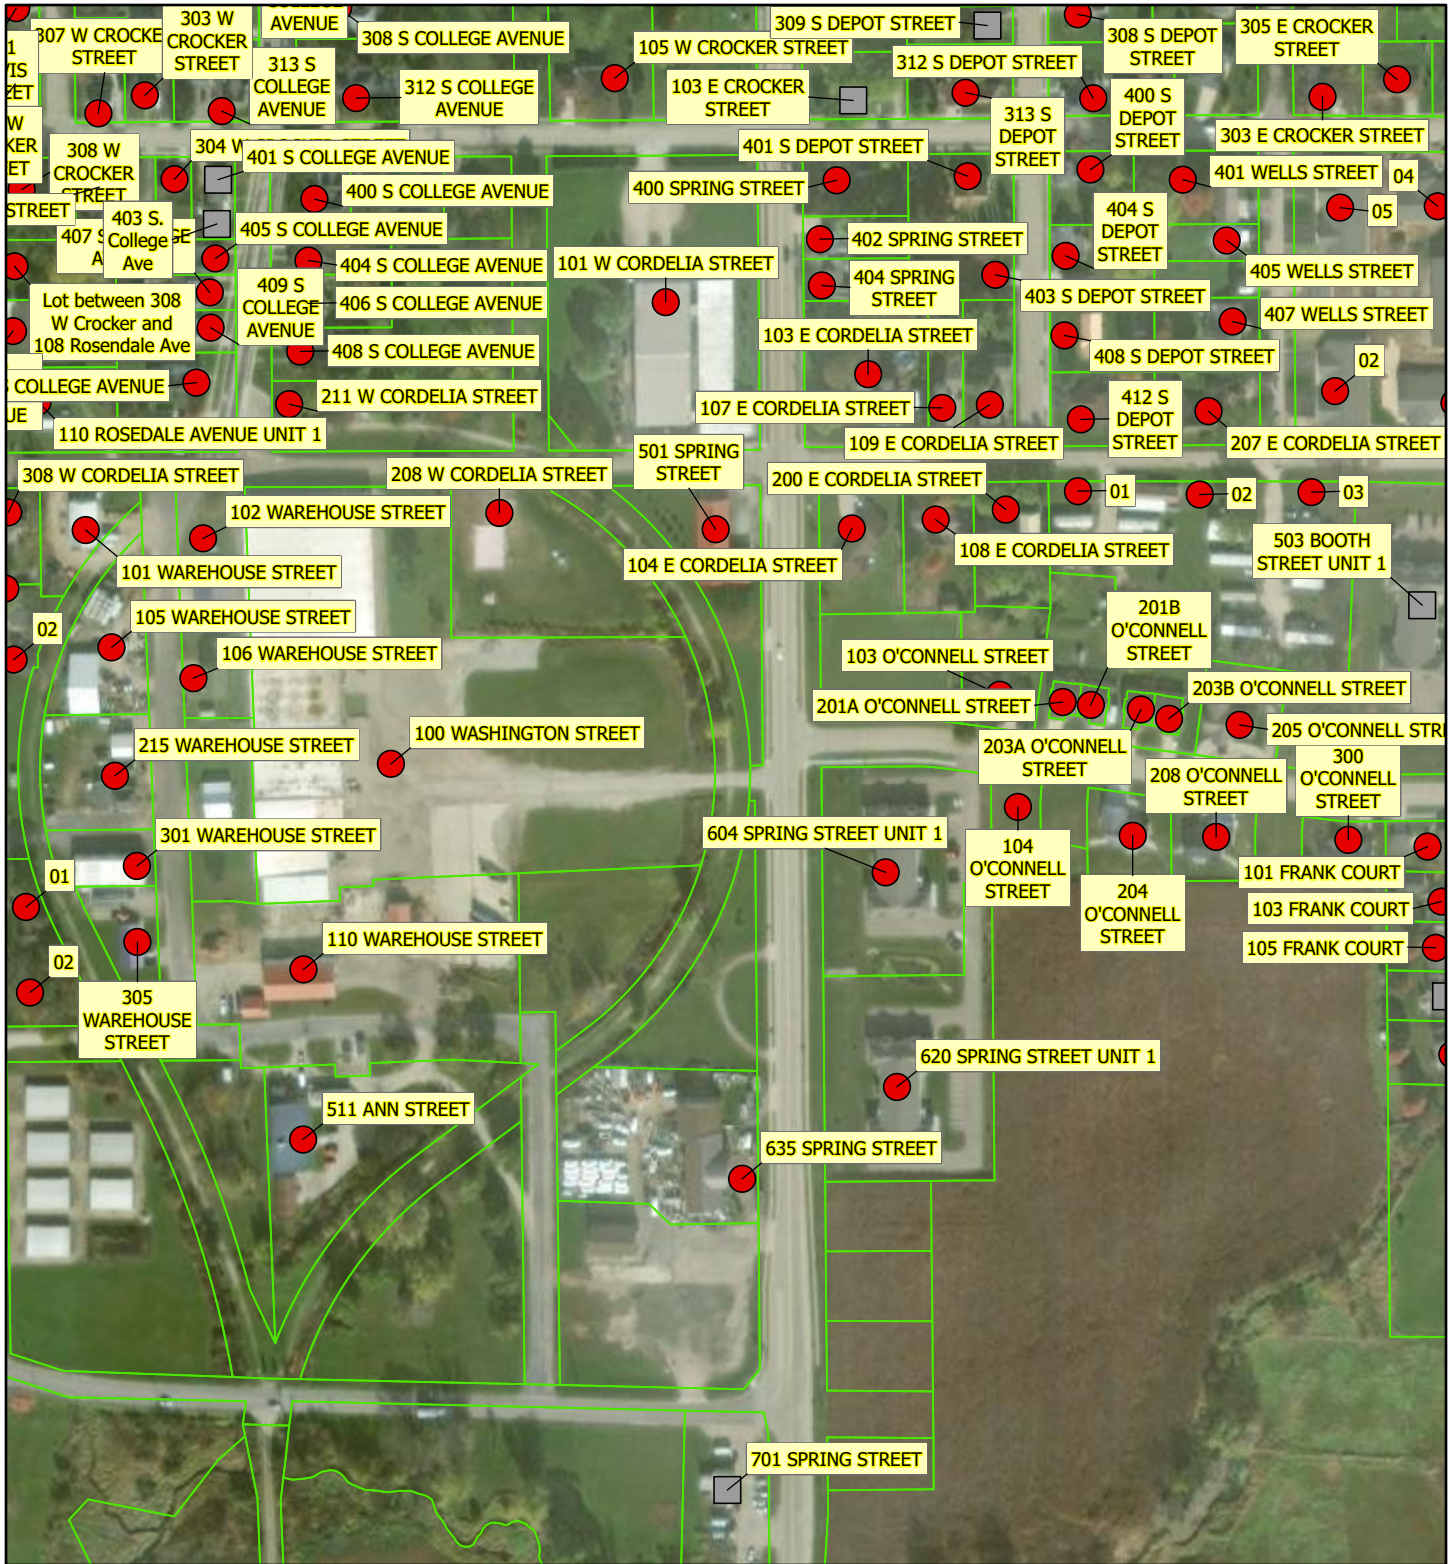 307 W CROCKE
STREET
303 W
CROCKER
STREET
AVENUE
308 S COLLEGE AVENUE
309 S DEPOT STREET
308 S DEPOT
STREET
305 E CROCKER
STREET
313 S
COLLEGE
AVENUE
312 S COLLEGE
AVENUE
105 W CROCKER STREET
103 E CROCKER
STREET
312 S DEPOT STREET
313 S
DEPOT
STREET
400 S
DEPOT
STREET
303 E CROCKER STREET
308 W
CROCKER
STREET
304 W
401 S COLLEGE AVENUE
400 S COLLEGE AVENUE
400 SPRING STREET
401 S DEPOT STREET
401 WELLS STREET
04
05
STREET
403 S.
College
Ave
407 S
405 S COLLEGE AVENUE
404 S COLLEGE AVENUE
101 W CORDELIA STREET
402 SPRING STREET
404 S
DEPOT
STREET
405 WELLS STREET
Lot between 308
W Crocker and
108 Rosendale Ave
409 S
COLLEGE
AVENUE
406 S COLLEGE AVENUE
404 SPRING
STREET
403 S DEPOT STREET
407 WELLS STREET
408 S COLLEGE AVENUE
103 E CORDELIA STREET
408 S DEPOT STREET
02
COLLEGE AVENUE
UE
211 W CORDELIA STREET
107 E CORDELIA STREET
412 S
DEPOT
STREET
110 ROSEDALE AVENUE UNIT 1
109 E CORDELIA STREET
207 E CORDELIA STREET
308 W CORDELIA STREET
208 W CORDELIA STREET
501 SPRING
STREET
200 E CORDELIA STREET
01
02
03
102 WAREHOUSE STREET
101 WAREHOUSE STREET
104 E CORDELIA STREET
108 E CORDELIA STREET
503 BOOTH
STREET UNIT 1
02
105 WAREHOUSE STREET
106 WAREHOUSE STREET
201B
O'CONNELL
STREET
103 O'CONNELL STREET
201A O'CONNELL STREET
203B O'CONNELL STREET
215 WAREHOUSE STREET
100 WASHINGTON STREET
203A O'CONNELL
STREET
205 O'CONNELL STR
208 O'CONNELL
STREET
300
O'CONNELL
STREET
301 WAREHOUSE STREET
604 SPRING STREET UNIT 1
104
O'CONNELL
STREET
01
204
O'CONNELL
STREET
101 FRANK COURT
103 FRANK COURT
105 FRANK COURT
02
110 WAREHOUSE STREET
305
WAREHOUSE
STREET
620 SPRING STREET UNIT 1
511 ANN STREET
635 SPRING STREET
701 SPRING STREET